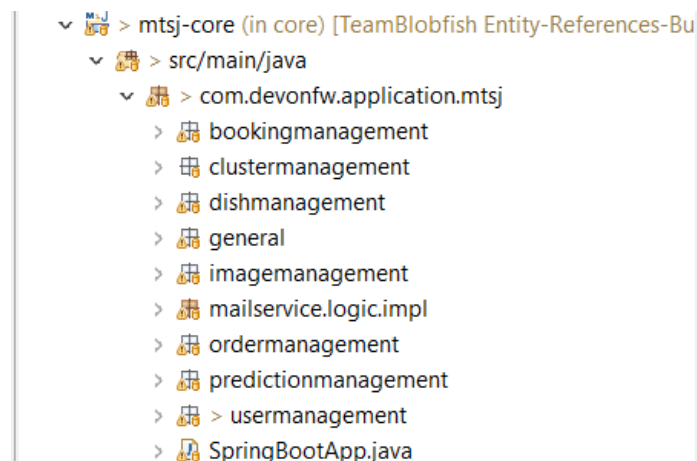 > mtsj-core (in core) [TeamBlobfish Entity-References-Bu
> src/main/java
> com.devonfw.application.mtsj
bookingmanagement
clustermanagement
dishmanagement
general
imagemanagement
mailservice.logic.impl
ordermanagement
predictionmanagement
> usermanagement
SpringBootApp.java